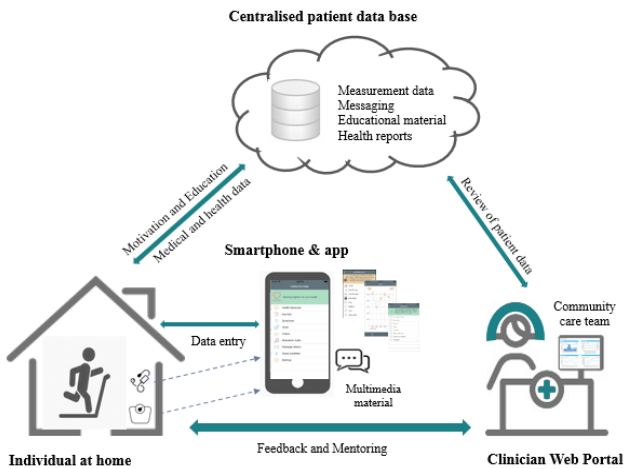 Centralised patient data base
Measurement data
Messaging
Educational material
Health reports
Motivation and Education
Medical and health data
Review of patient data
Smartphone & app
Data entry
Multimedia
material
Community
care team
Feedback and Mentoring
Individual at home
Clinician Web Portal